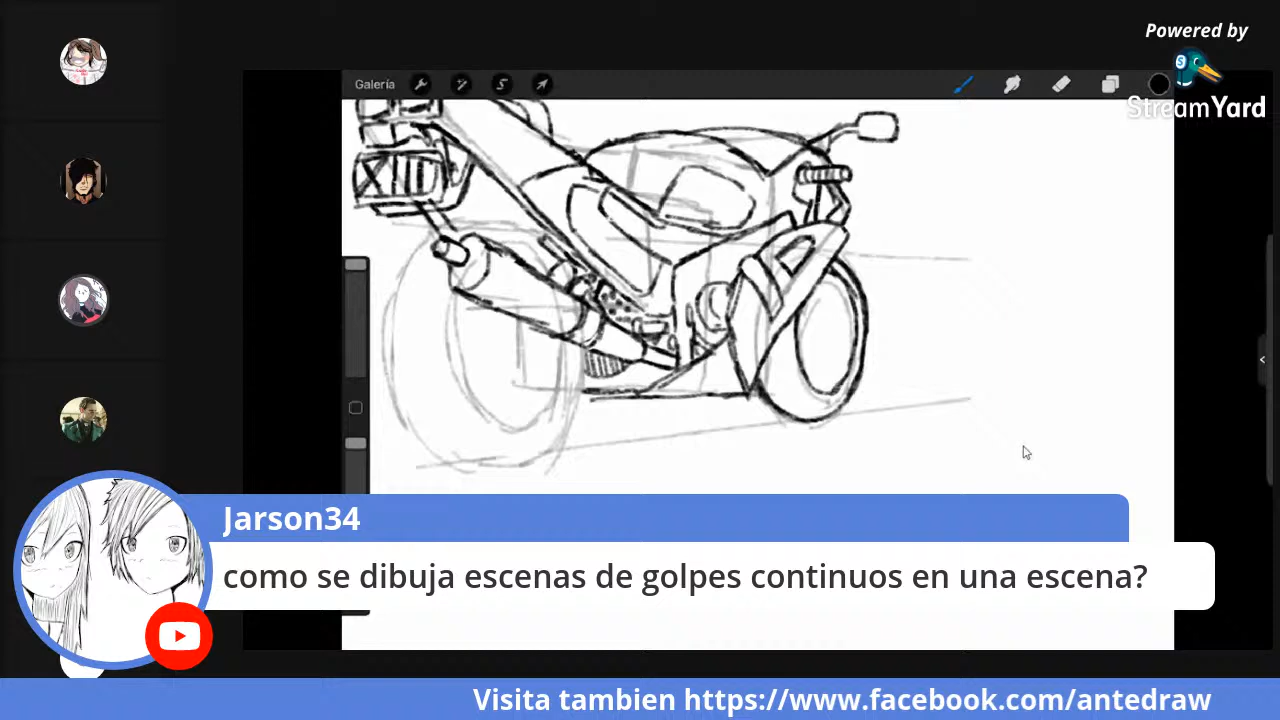 Powered by
StreamYard
Galería
Jarson34
como se dibuja escenas de golpes continuos en una escena?
Visita tambien https://www.facebook.com/antedraw